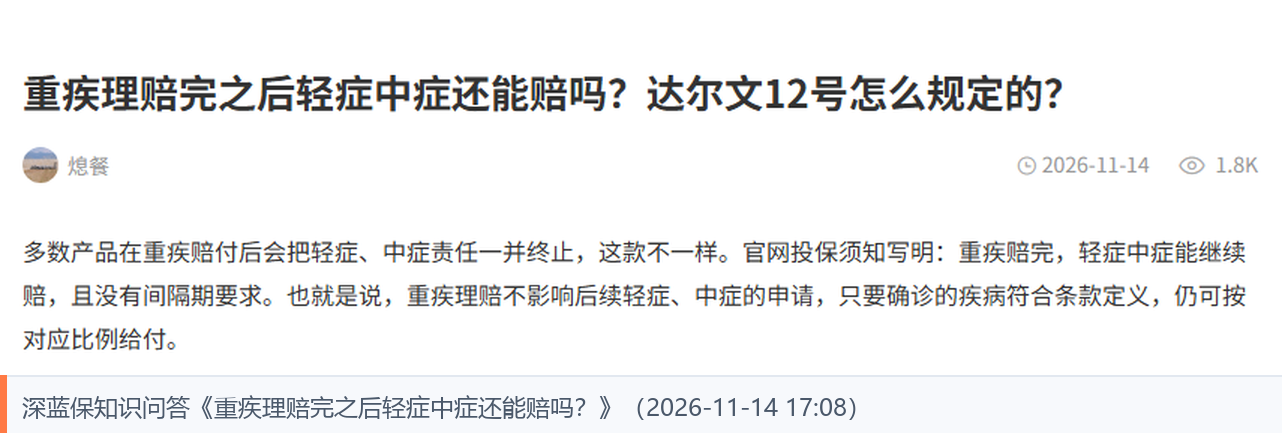 重疾理赔完之后轻症中症还能赔吗？达尔文12号怎么规定的？
熄餐
2026-11-14 1.8K
多数产品在重疾赔付后会把轻症、中症责任一并终止，这款不一样。官网投保须知写明：重疾赔完，轻症中症能继续
赔，且没有间隔期要求。也就是说，重疾理赔不影响后续轻症、中症的申请，只要确诊的疾病符合条款定义，仍可按
对应比例给付。
深蓝保知识问答《重疾理赔完之后轻症中症还能赔吗？》（2026-11-14 17:08）